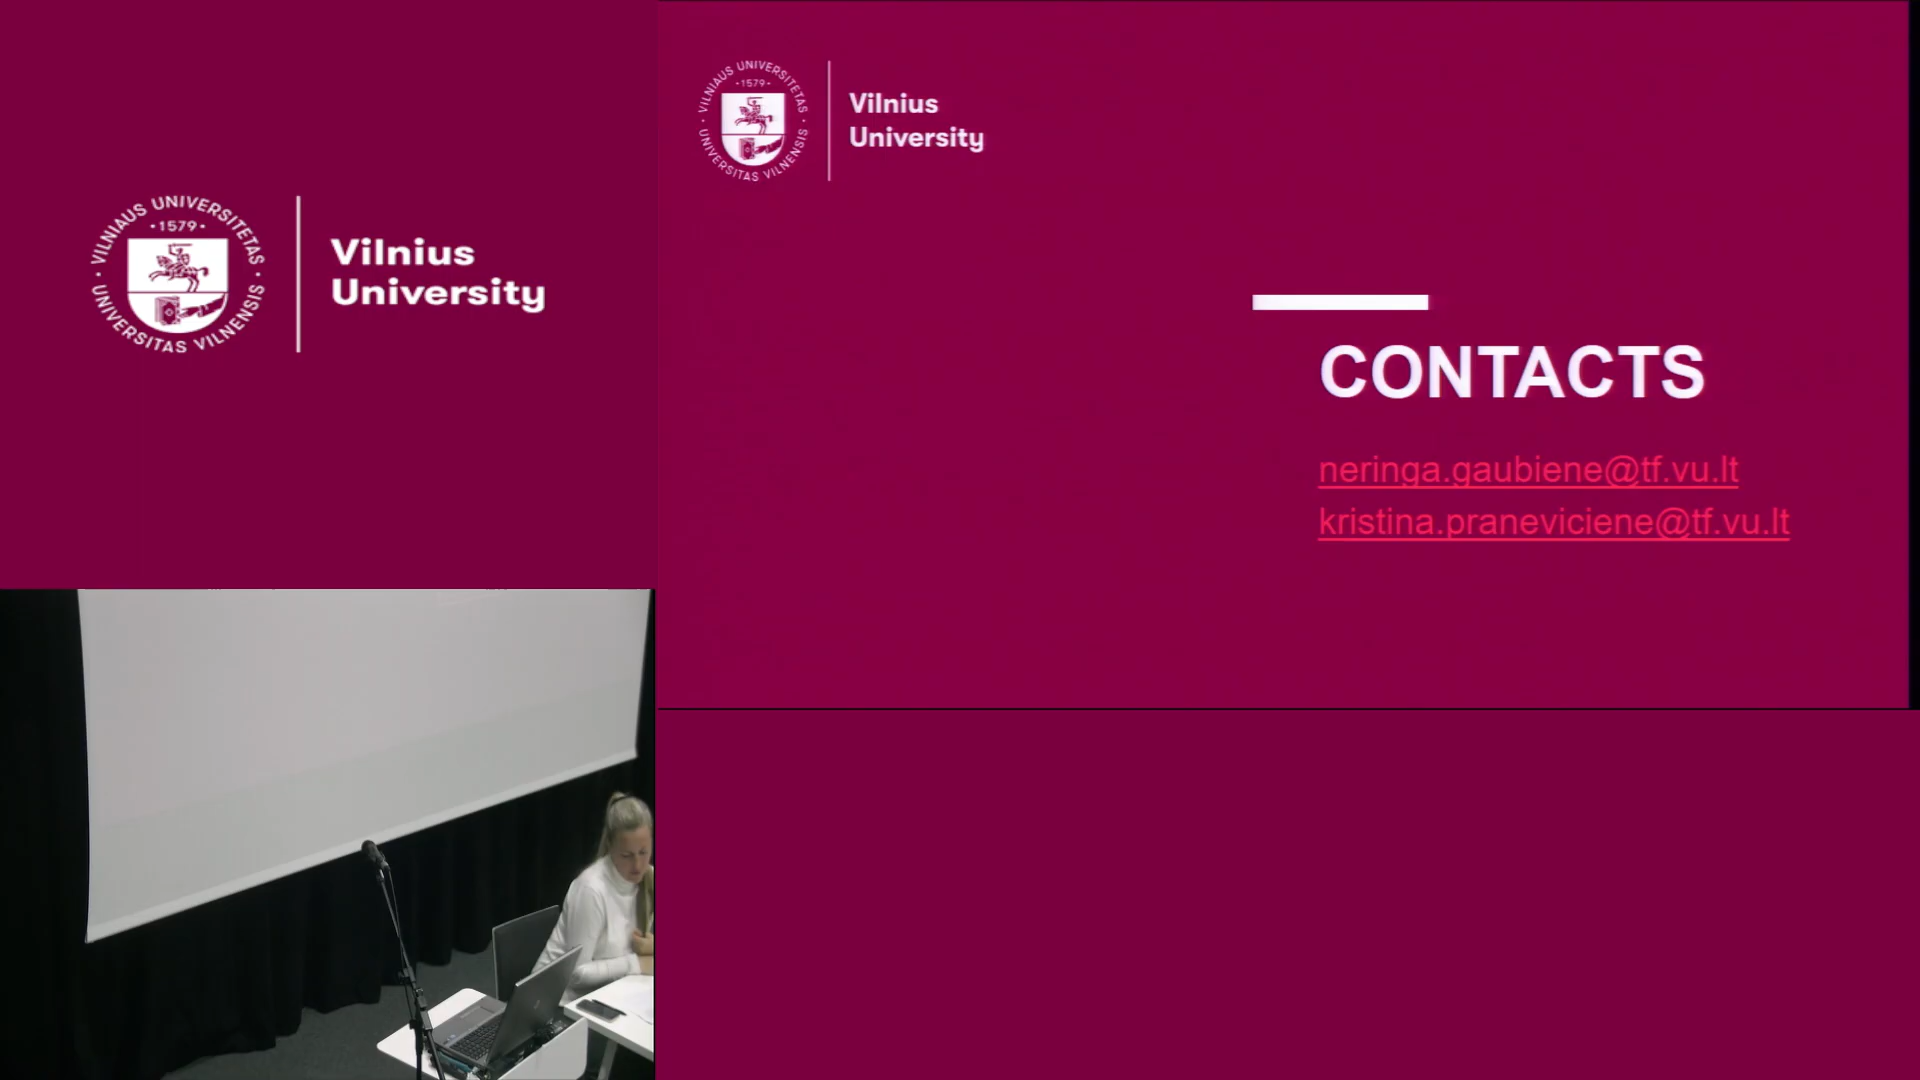 VILNIAUS UNIVERSITETAS
1579
UNIVERSITAS VILNENSIS
Vilnius
University
VILNIAUS UNIVERSITETAS
1579
UNIVERSITAS VILNENSIS
Vilnius
University
CONTACTS
neringa.gaubiene@tf.vu.lt
kristina.praneviciene@tf.vu.lt